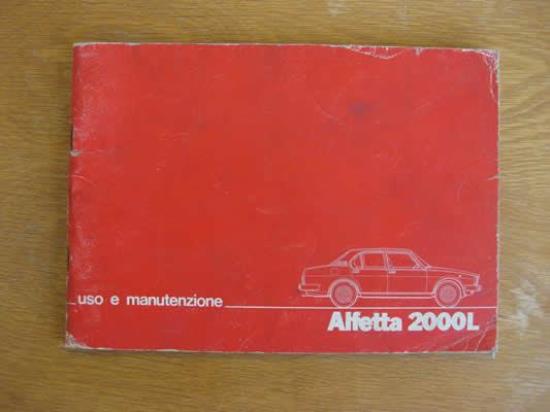 uso e manutenzione
Alfetta 2000L